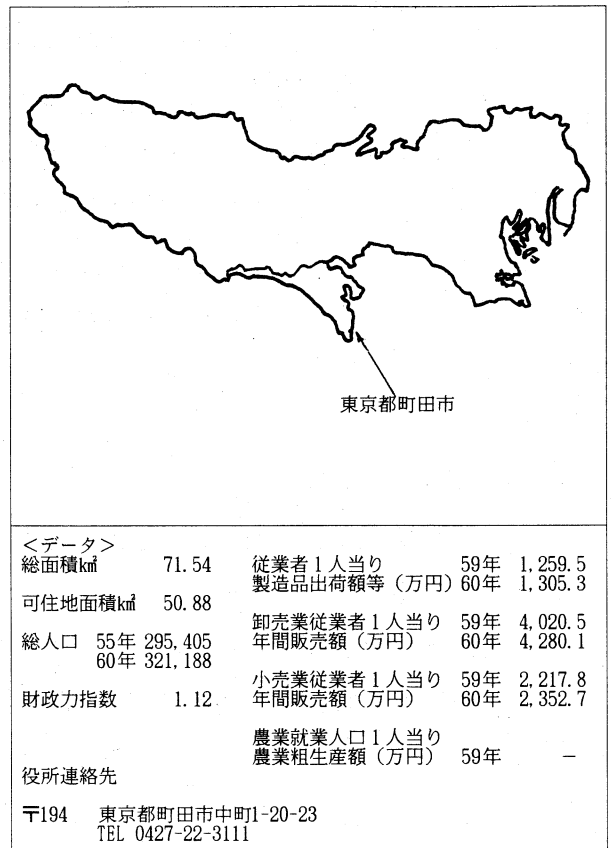 東京都町田市
＜データ＞
総面積km² 71.54
可住地面積km² 50.88
総人口 55年 295,405
60年 321,188
財政力指数 1.12
従業者1人当り 59年 1,259.5
製造品出荷額等（万円）60年 1,305.3
卸売業従業者1人当り 59年 4,020.5
年間販売額（万円） 60年 4,280.1
小売業従業者1人当り 59年 2,217.8
年間販売額（万円） 60年 2,352.7
農業就業人口1人当り
農業粗生産額（万円） 59年 －
役所連絡先
〒194 東京都町田市中町1-20-23
TEL 0427-22-3111